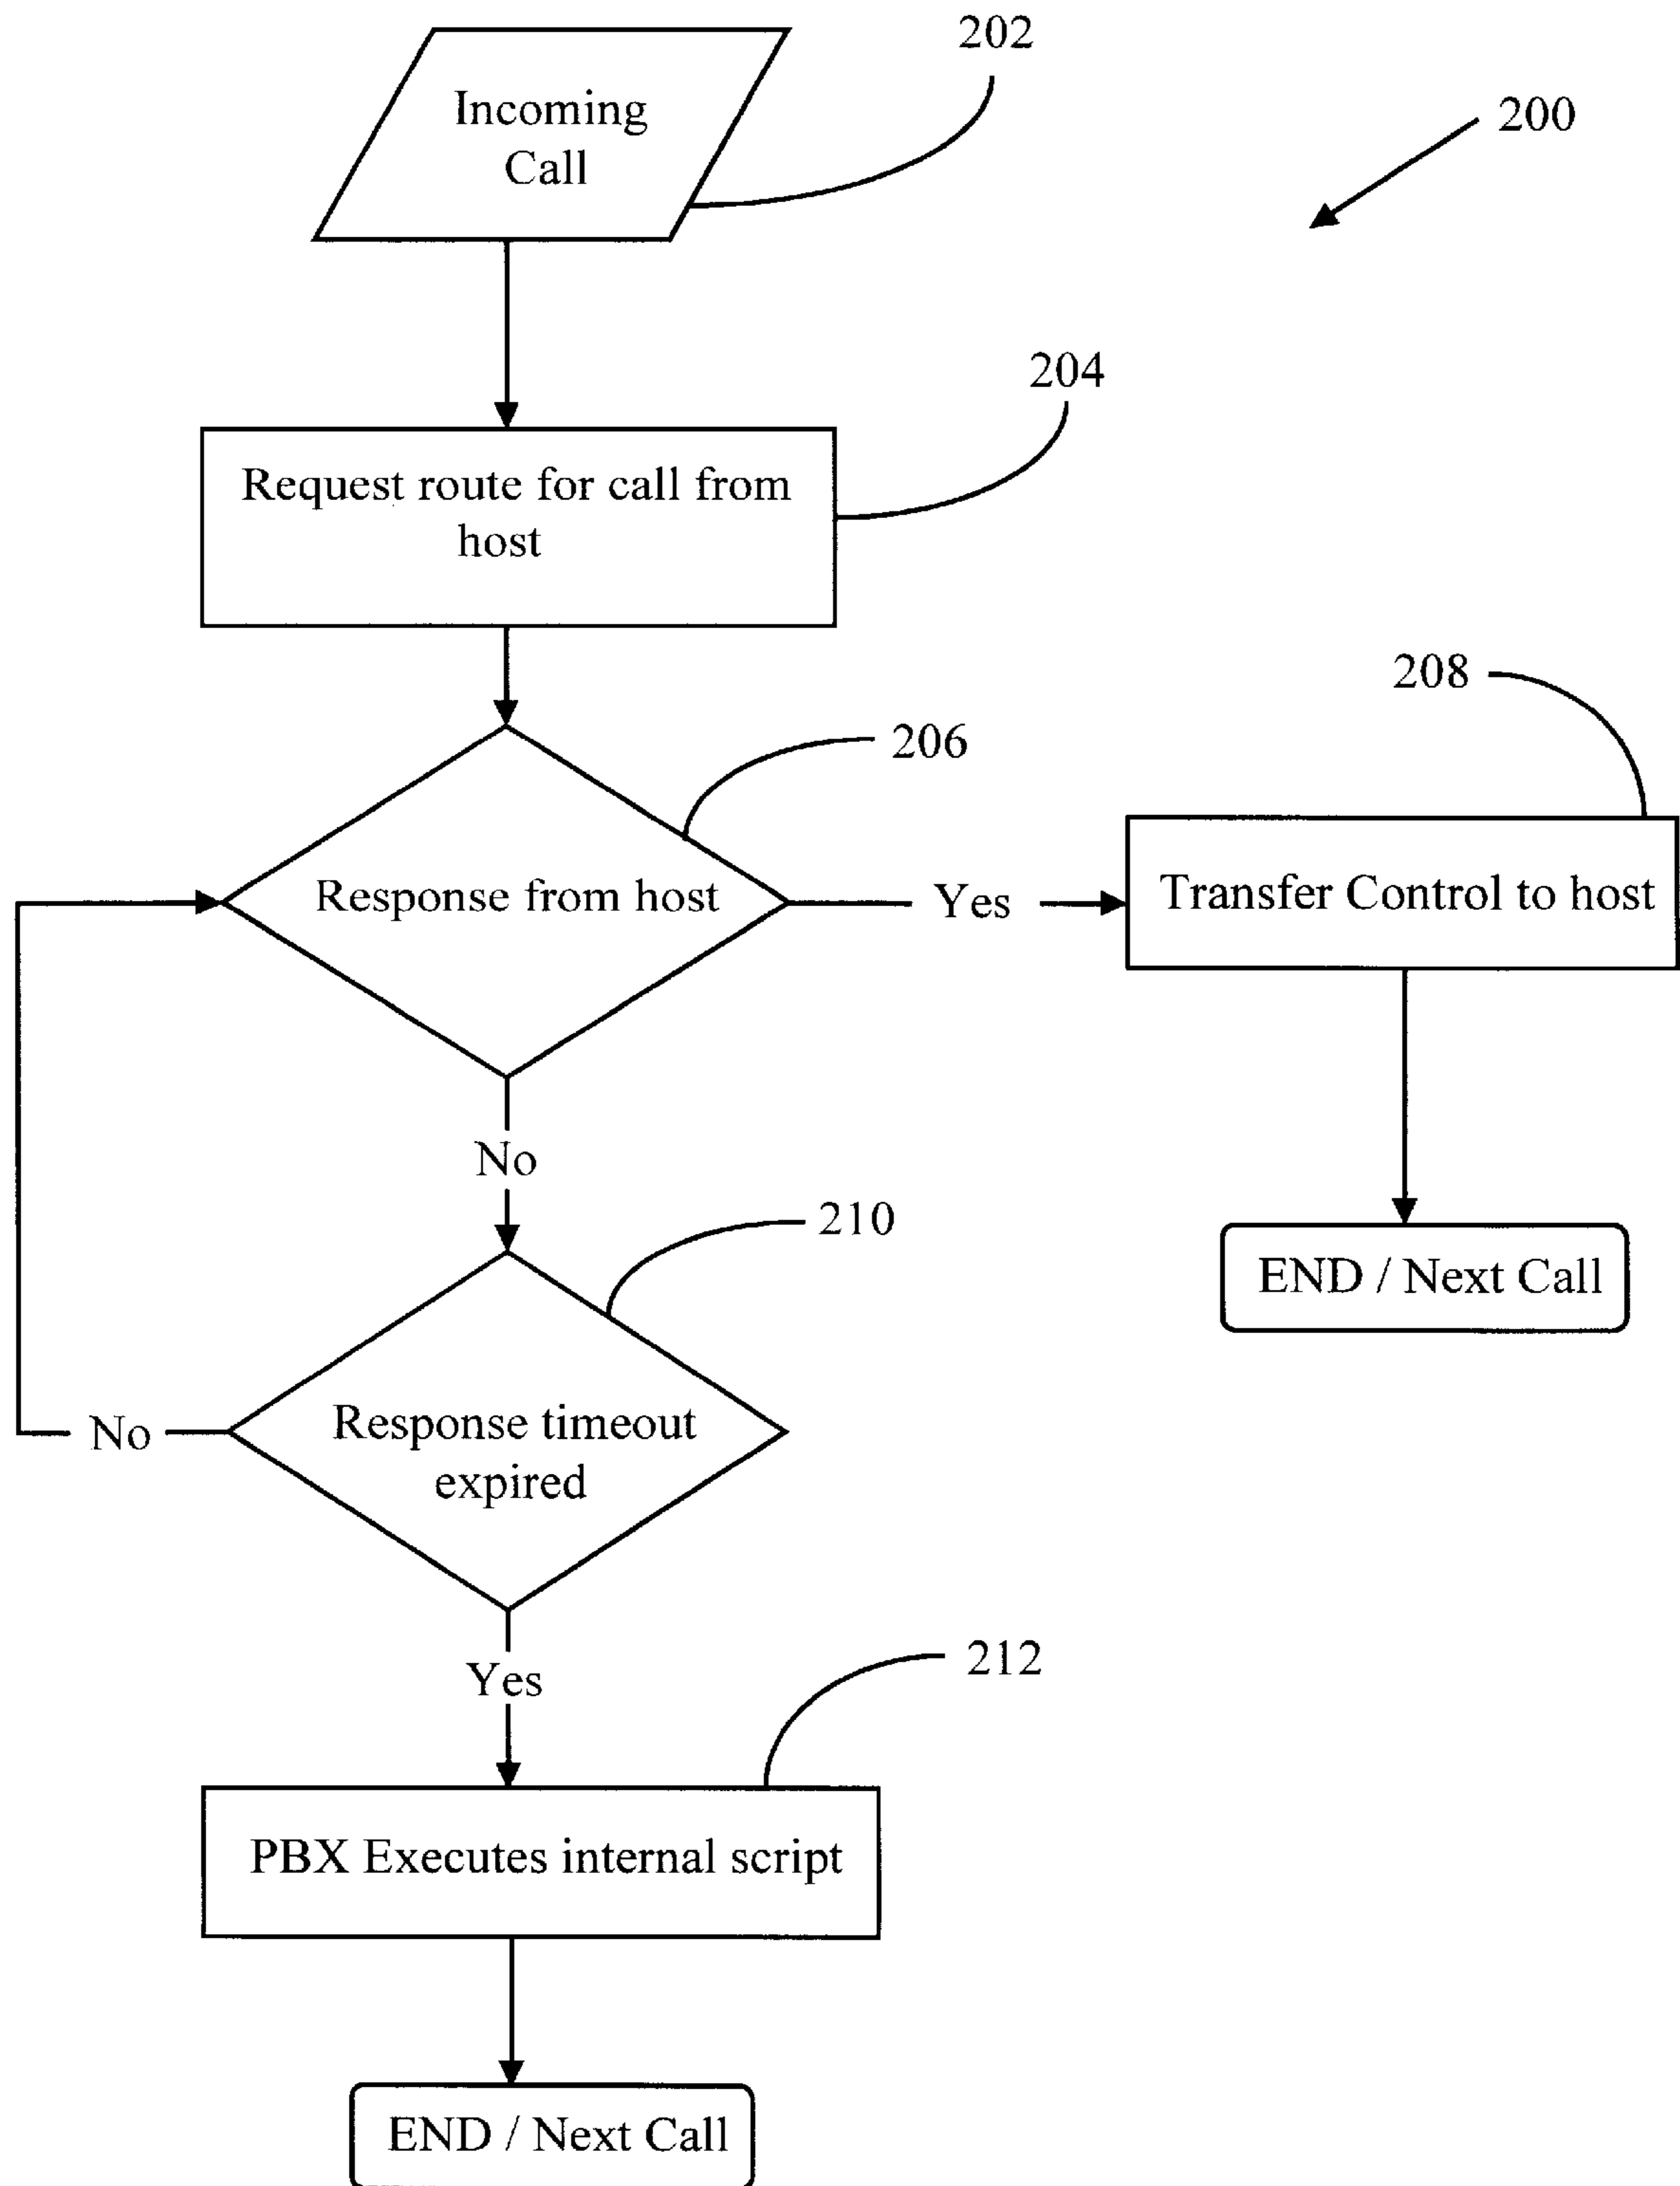 202
Incoming
Call
200
204
Request route for call from
host
208
206
Response from host
Yes
Transfer Control to host
No
210
END / Next Call
Response timeout
expired
No
Yes
212
PBX Executes internal script
END / Next Call